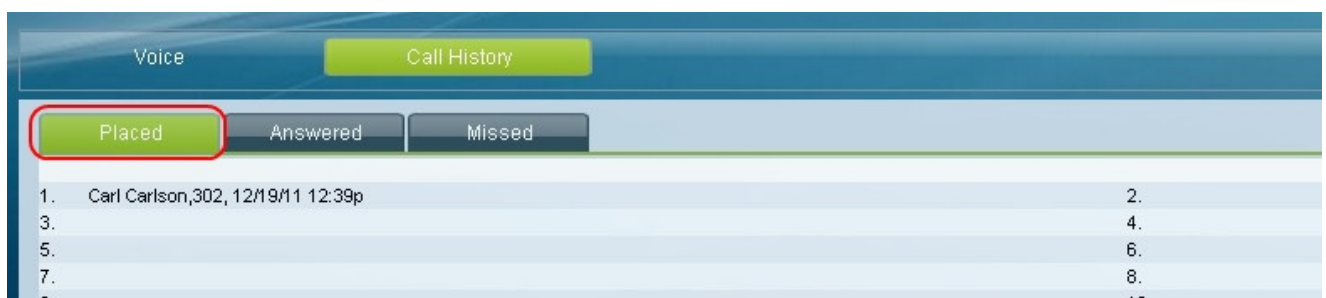 Voice Call History
Placed Answered Missed
1. Carl Carlson,302, 12/19/11 12:39p 2.
3. 4.
5. 6.
7. 8.